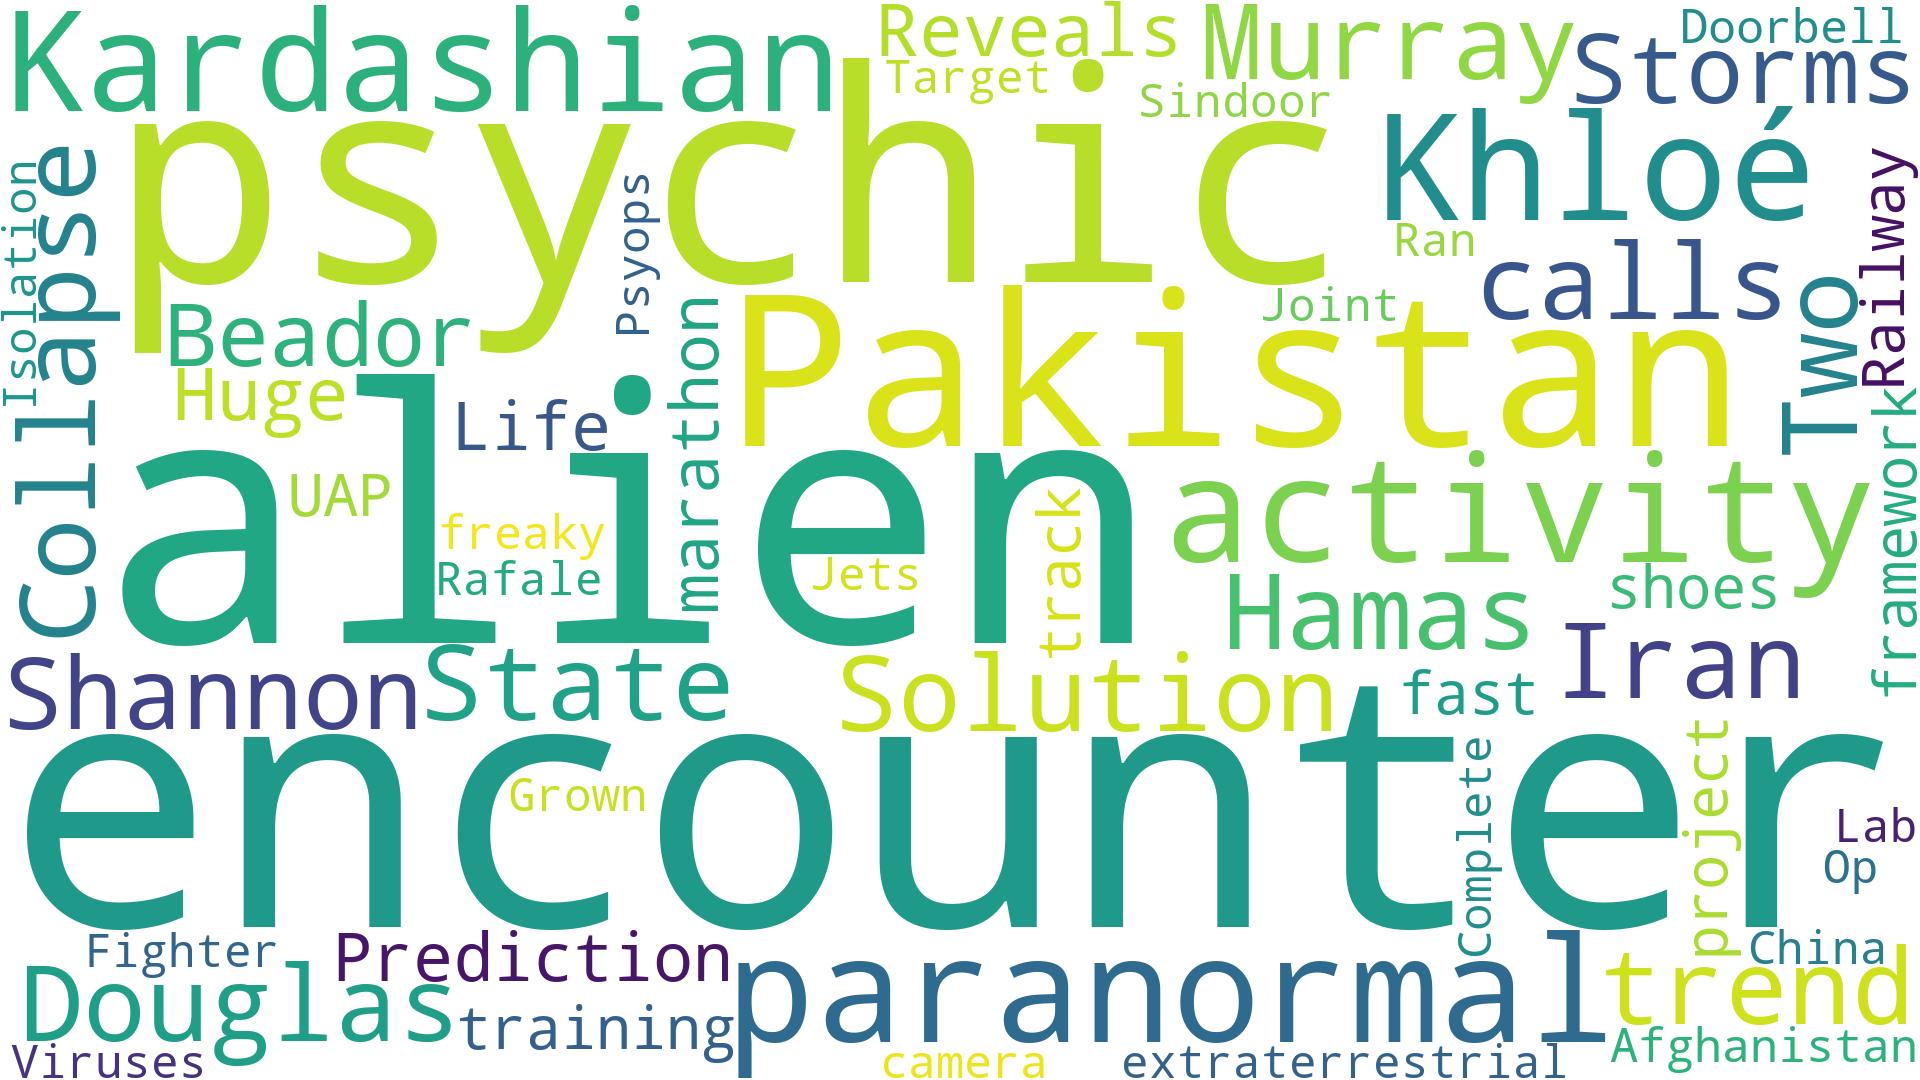 Kardashian
Reveals
Murray
Doorbell
Storms
Target
Sindoor
psychic
Khloé
Collapse
Isolation
Psyops
Railway
Ran
calls
Beador
Pakistan
Joint
Two
Huge
Life
marathon
alien
UAP
freaky
Rafale
Jets
track
activity
shoes
framework
Hamas
Iran
Shannon
State
Solution
fast
encounter
Grown
Complete
project
Lab
Op
Fighter
Prediction
paranormal
China
trend
Douglas
training
Afghanistan
Viruses
camera
extraterrestrial